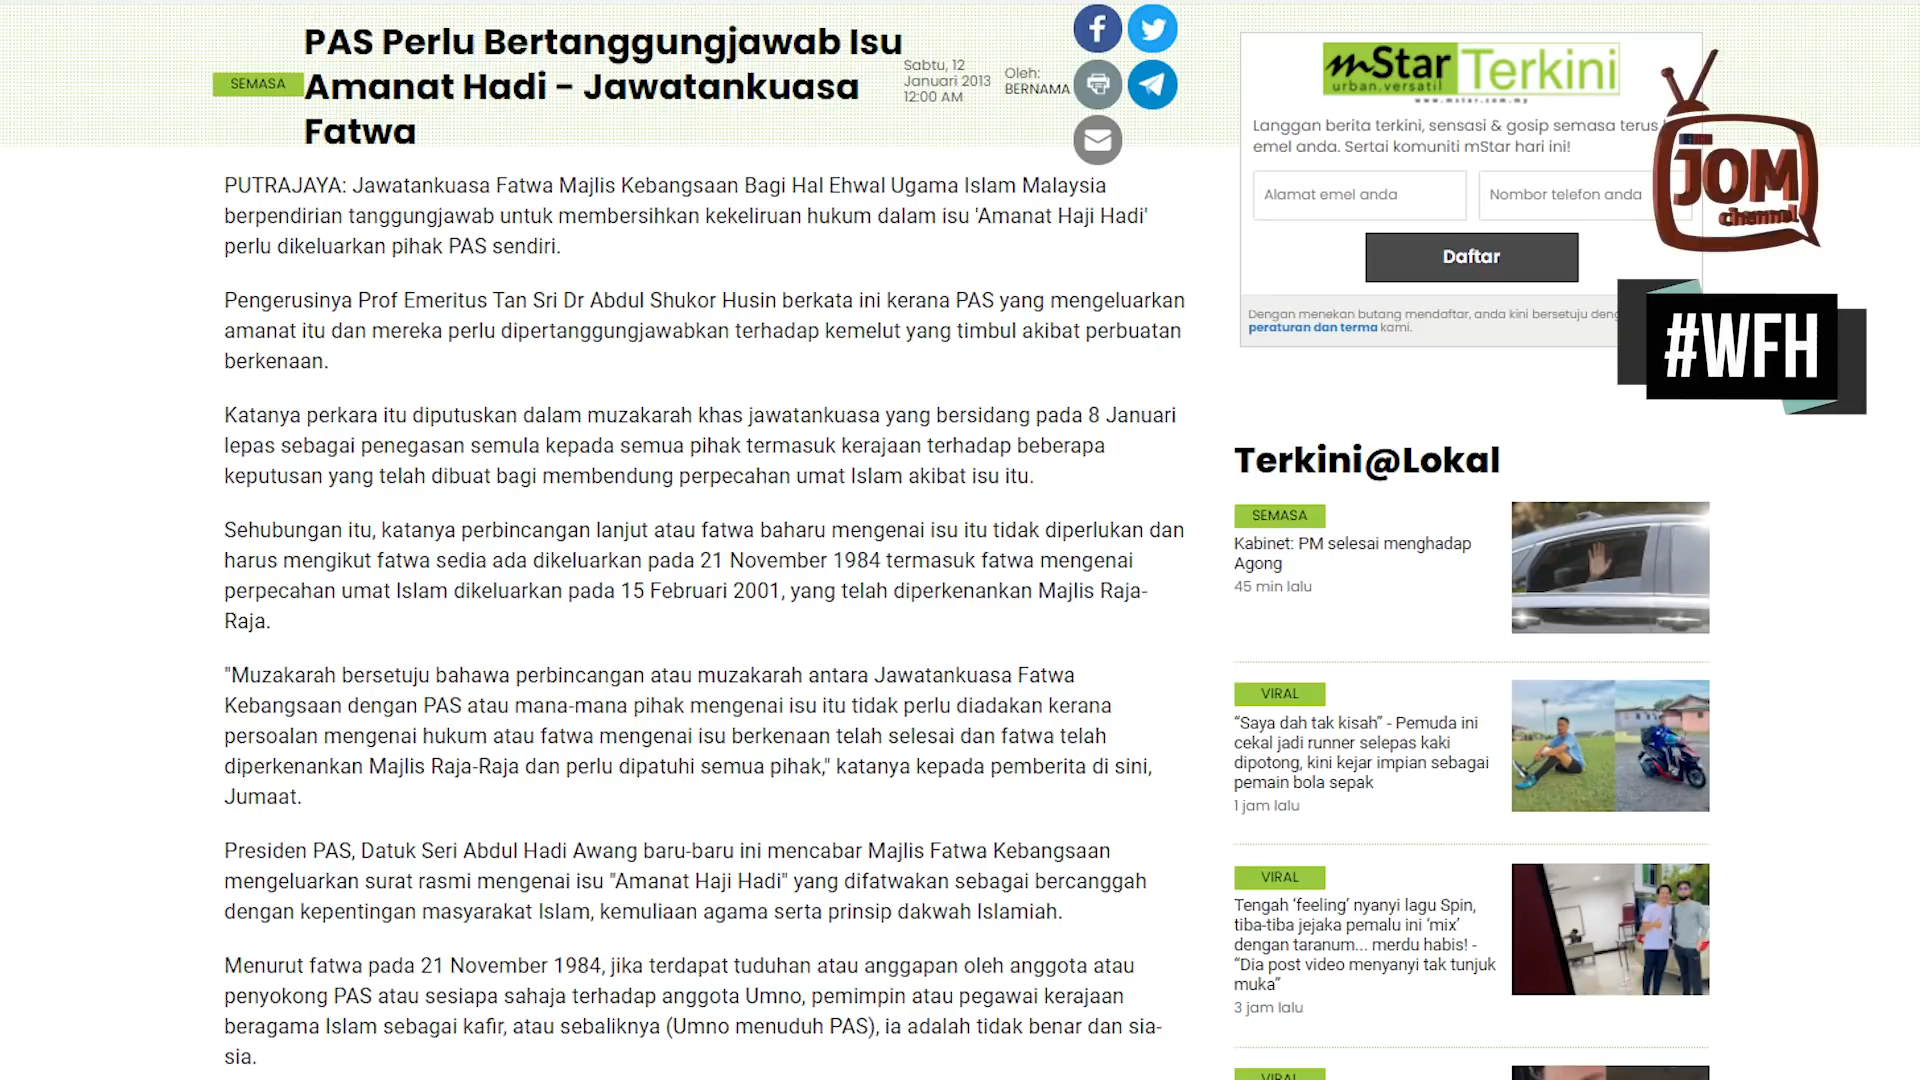 SEMASA
PAS Perlu Bertanggungjawab Isu
Amanat Hadi – Jawatankuasa
Fatwa
Sabtu, 12
Januari 2013
12:00 AM
Oleh:
BERNAMA
PUTRAJAYA: Jawatankuasa Fatwa Majlis Kebangsaan Bagi Hal Ehwal Ugama Islam Malaysia
berpendirian tanggungjawab untuk membersihkan kekeliruan hukum dalam isu 'Amanat Haji Hadi'
perlu dikeluarkan pihak PAS sendiri.
Pengerusinya Prof Emeritus Tan Sri Dr Abdul Shukor Husin berkata ini kerana PAS yang mengeluarkan
amanat itu dan mereka perlu dipertanggungjawabkan terhadap kemelut yang timbul akibat perbuatan
berkenaan.
Katanya perkara itu diputuskan dalam muzakarah khas jawatankuasa yang bersidang pada 8 Januari
lepas sebagai penegasan semula kepada semua pihak termasuk kerajaan terhadap beberapa
keputusan yang telah dibuat bagi membendung perpecahan umat Islam akibat isu itu.
Sehubungan itu, katanya perbincangan lanjut atau fatwa baharu mengenai isu itu tidak diperlukan dan
harus mengikut fatwa sedia ada dikeluarkan pada 21 November 1984 termasuk fatwa mengenai
perpecahan umat Islam dikeluarkan pada 15 Februari 2001, yang telah diperkenankan Majlis Raja-
Raja.
"Muzakarah bersetuju bahawa perbincangan atau muzakarah antara Jawatankuasa Fatwa
Kebangsaan dengan PAS atau mana-mana pihak mengenai isu itu tidak perlu diadakan kerana
persoalan mengenai hukum atau fatwa mengenai isu berkenaan telah selesai dan fatwa telah
diperkenankan Majlis Raja-Raja dan perlu dipatuhi semua pihak," katanya kepada pemberita di sini,
Jumaat.
Presiden PAS, Datuk Seri Abdul Hadi Awang baru-baru ini mencabar Majlis Fatwa Kebangsaan
mengeluarkan surat rasmi mengenai isu "Amanat Haji Hadi" yang difatwakan sebagai bercanggah
dengan kepentingan masyarakat Islam, kemuliaan agama serta prinsip dakwah Islamiah.
Menurut fatwa pada 21 November 1984, jika terdapat tuduhan atau anggapan oleh anggota atau
penyokong PAS atau sesiapa sahaja terhadap anggota Umno, pemimpin atau pegawai kerajaan
beragama Islam sebagai kafir, atau sebaliknya (Umno menuduh PAS), ia adalah tidak benar dan sia-
sia.
mStar Terkini
urban.versatil
www.mstar.com.my
Langgan berita terkini, sensasi & gosip semasa terus
emel anda. Sertai komuniti mStar hari ini!
Alamat emel anda
Nombor telefon anda
Daftar
Dengan menekan butang mendaftar, anda kini bersetuju
peraturan dan terma kami.
JOM
channel
#WFH
Terkini@Lokal
SEMASA
Kabinet: PM selesai menghadap
Agong
45 min lalu
VIRAL
“Saya dah tak kisah” - Pemuda ini
cekal jadi runner selepas kaki
dipotong, kini kejar impian sebagai
pemain bola sepak
1 jam lalu
VIRAL
Tengah ‘feeling’ nyanyi lagu Spin,
tiba-tiba jejaka pemalu ini ‘mix’
dengan taranum... merdu habis! -
“Dia post video menyanyi tak tunjuk
muka”
3 jam lalu
VIRAL